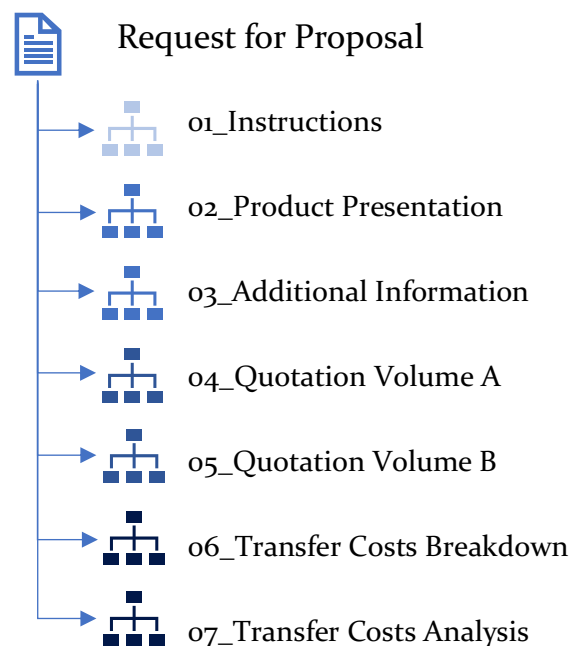 Request for Proposal
01_Instructions
02_Product Presentation
03_Additional Information
04_Quotation Volume A
05_Quotation Volume B
06_Transfer Costs Breakdown
07_Transfer Costs Analysis